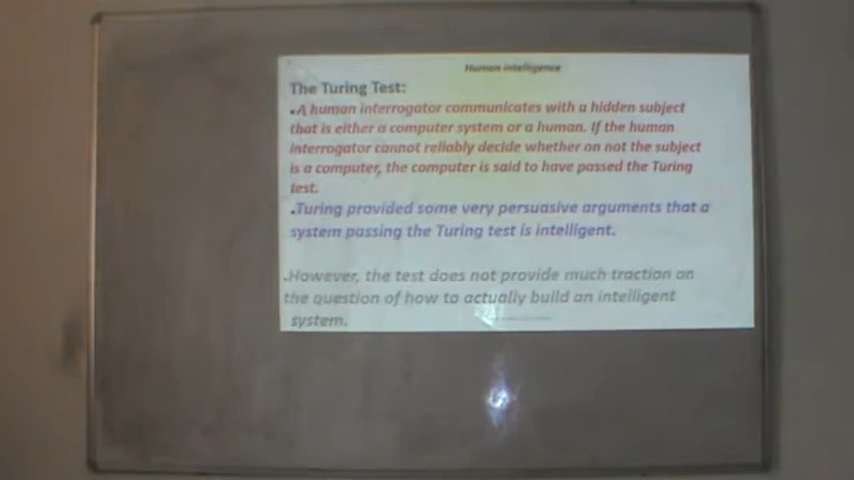 Human intelligence
The Turing Test:
•A human interrogator communicates with a hidden subject
that is either a computer system or a human. If the human
interrogator cannot reliably decide whether on not the subject
is a computer, the computer is said to have passed the Turing
test.
•Turing provided some very persuasive arguments that a
system passing the Turing test is intelligent.
•However, the test does not provide much traction on
the question of how to actually build an intelligent
system.